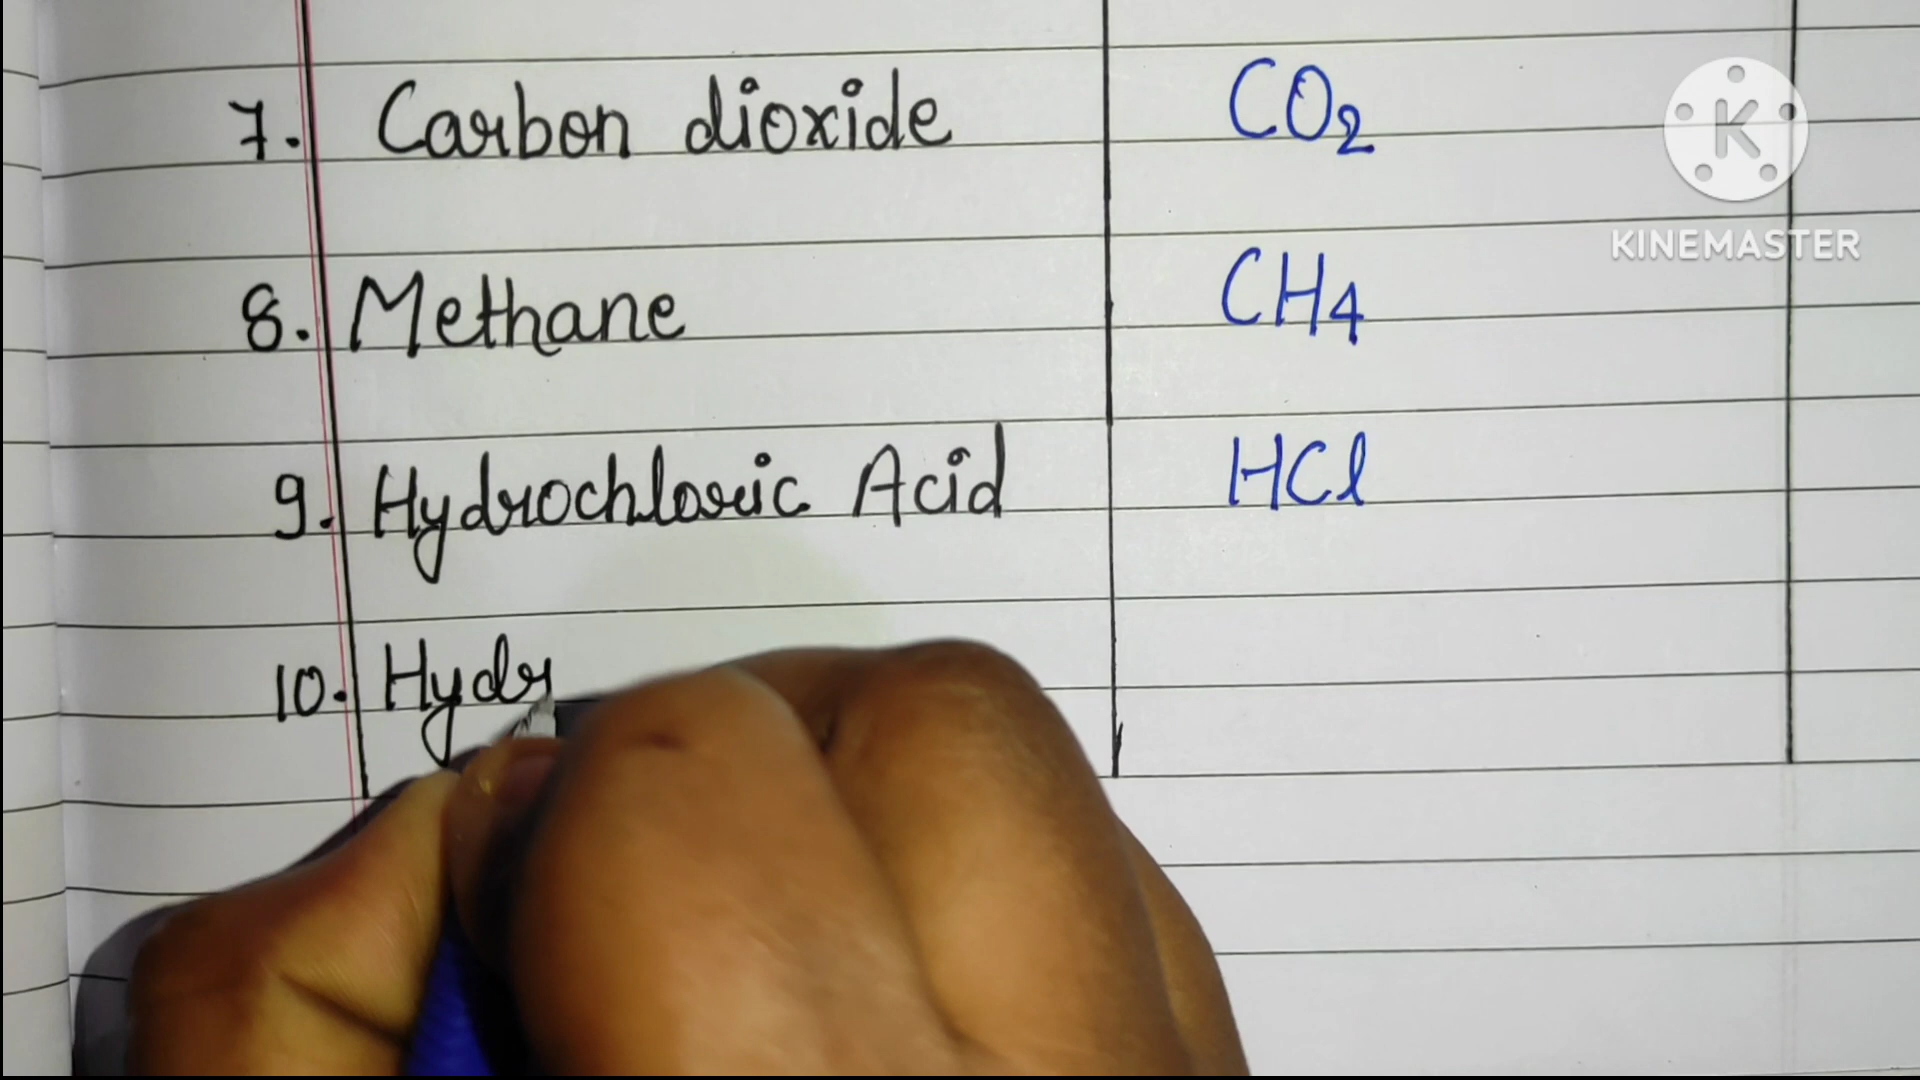 7. Carbon dioxide CO2
8. Methane CH4
9. Hydrochloric Acid HCl
10. Hydr
K
KINEMASTER